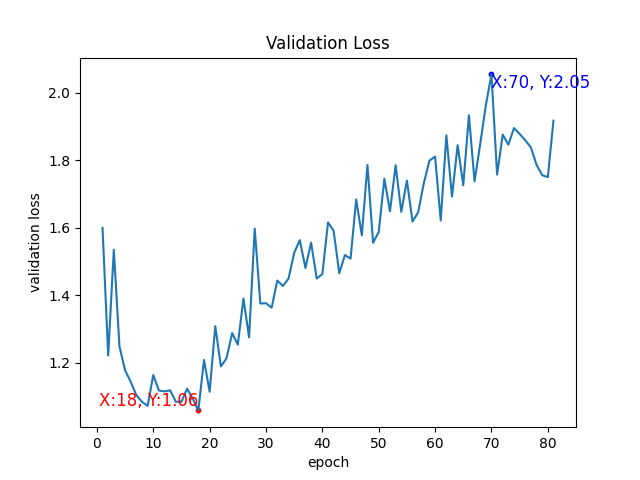 Validation Loss
X:70, Y:2.05
2.0
1.8
1.6
1.4
1.2
validation loss
X:18, Y:1.06
0 10 20 30 40 50 60 70 80
epoch